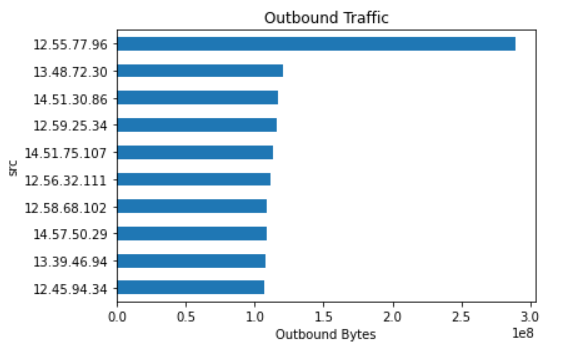 Outbound Traffic
12.55.77.96
13.48.72.30
14.51.30.86
12.59.25.34
14.51.75.107
12.56.32.111
12.58.68.102
14.57.50.29
13.39.46.94
12.45.94.34
src
0.0 0.5 1.0 1.5 2.0 2.5 3.0
1e8
Outbound Bytes